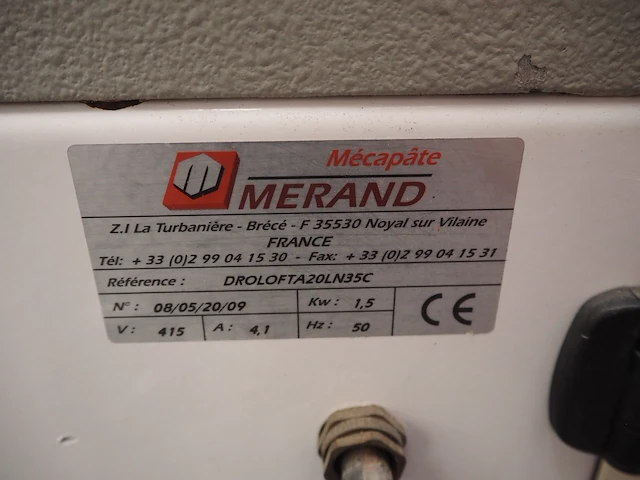 Mécapâte
MERAND
Z.I La Turbanière - Brécé - F 35530 Noyal sur Vilaine
FRANCE
Tél: + 33 (0)2 99 04 15 30 - Fax: + 33 (0)2 99 04 15 31
Référence : DROLOFTA20LN35C
N° : 08/05/20/09 Kw : 1,5
V : 415 A : 4,1 Hz : 50
CE